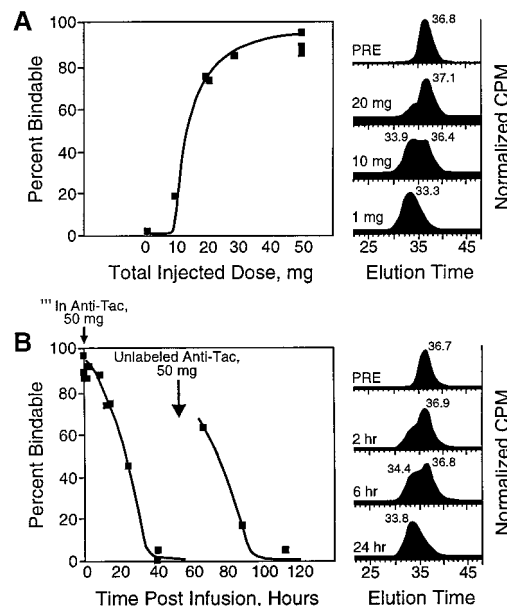 A
Percent Bindable
100
80
60
40
20
0
0 10 20 30 40 50
Total Injected Dose, mg
PRE
36.8
20 mg
37.1
10 mg
33.9 36.4
1 mg
33.3
25 35 45
Elution Time
Normalized CPM
111 In Anti-Tac,
50 mg
B
Unlabeled Anti-Tac,
50 mg
Percent Bindable
100
80
60
40
20
0
0 20 40 60 80 100 120
Time Post Infusion, Hours
PRE
36.7
2 hr
36.9
6 hr
34.4 36.8
24 hr
33.8
25 35 45
Elution Time
Normalized CPM